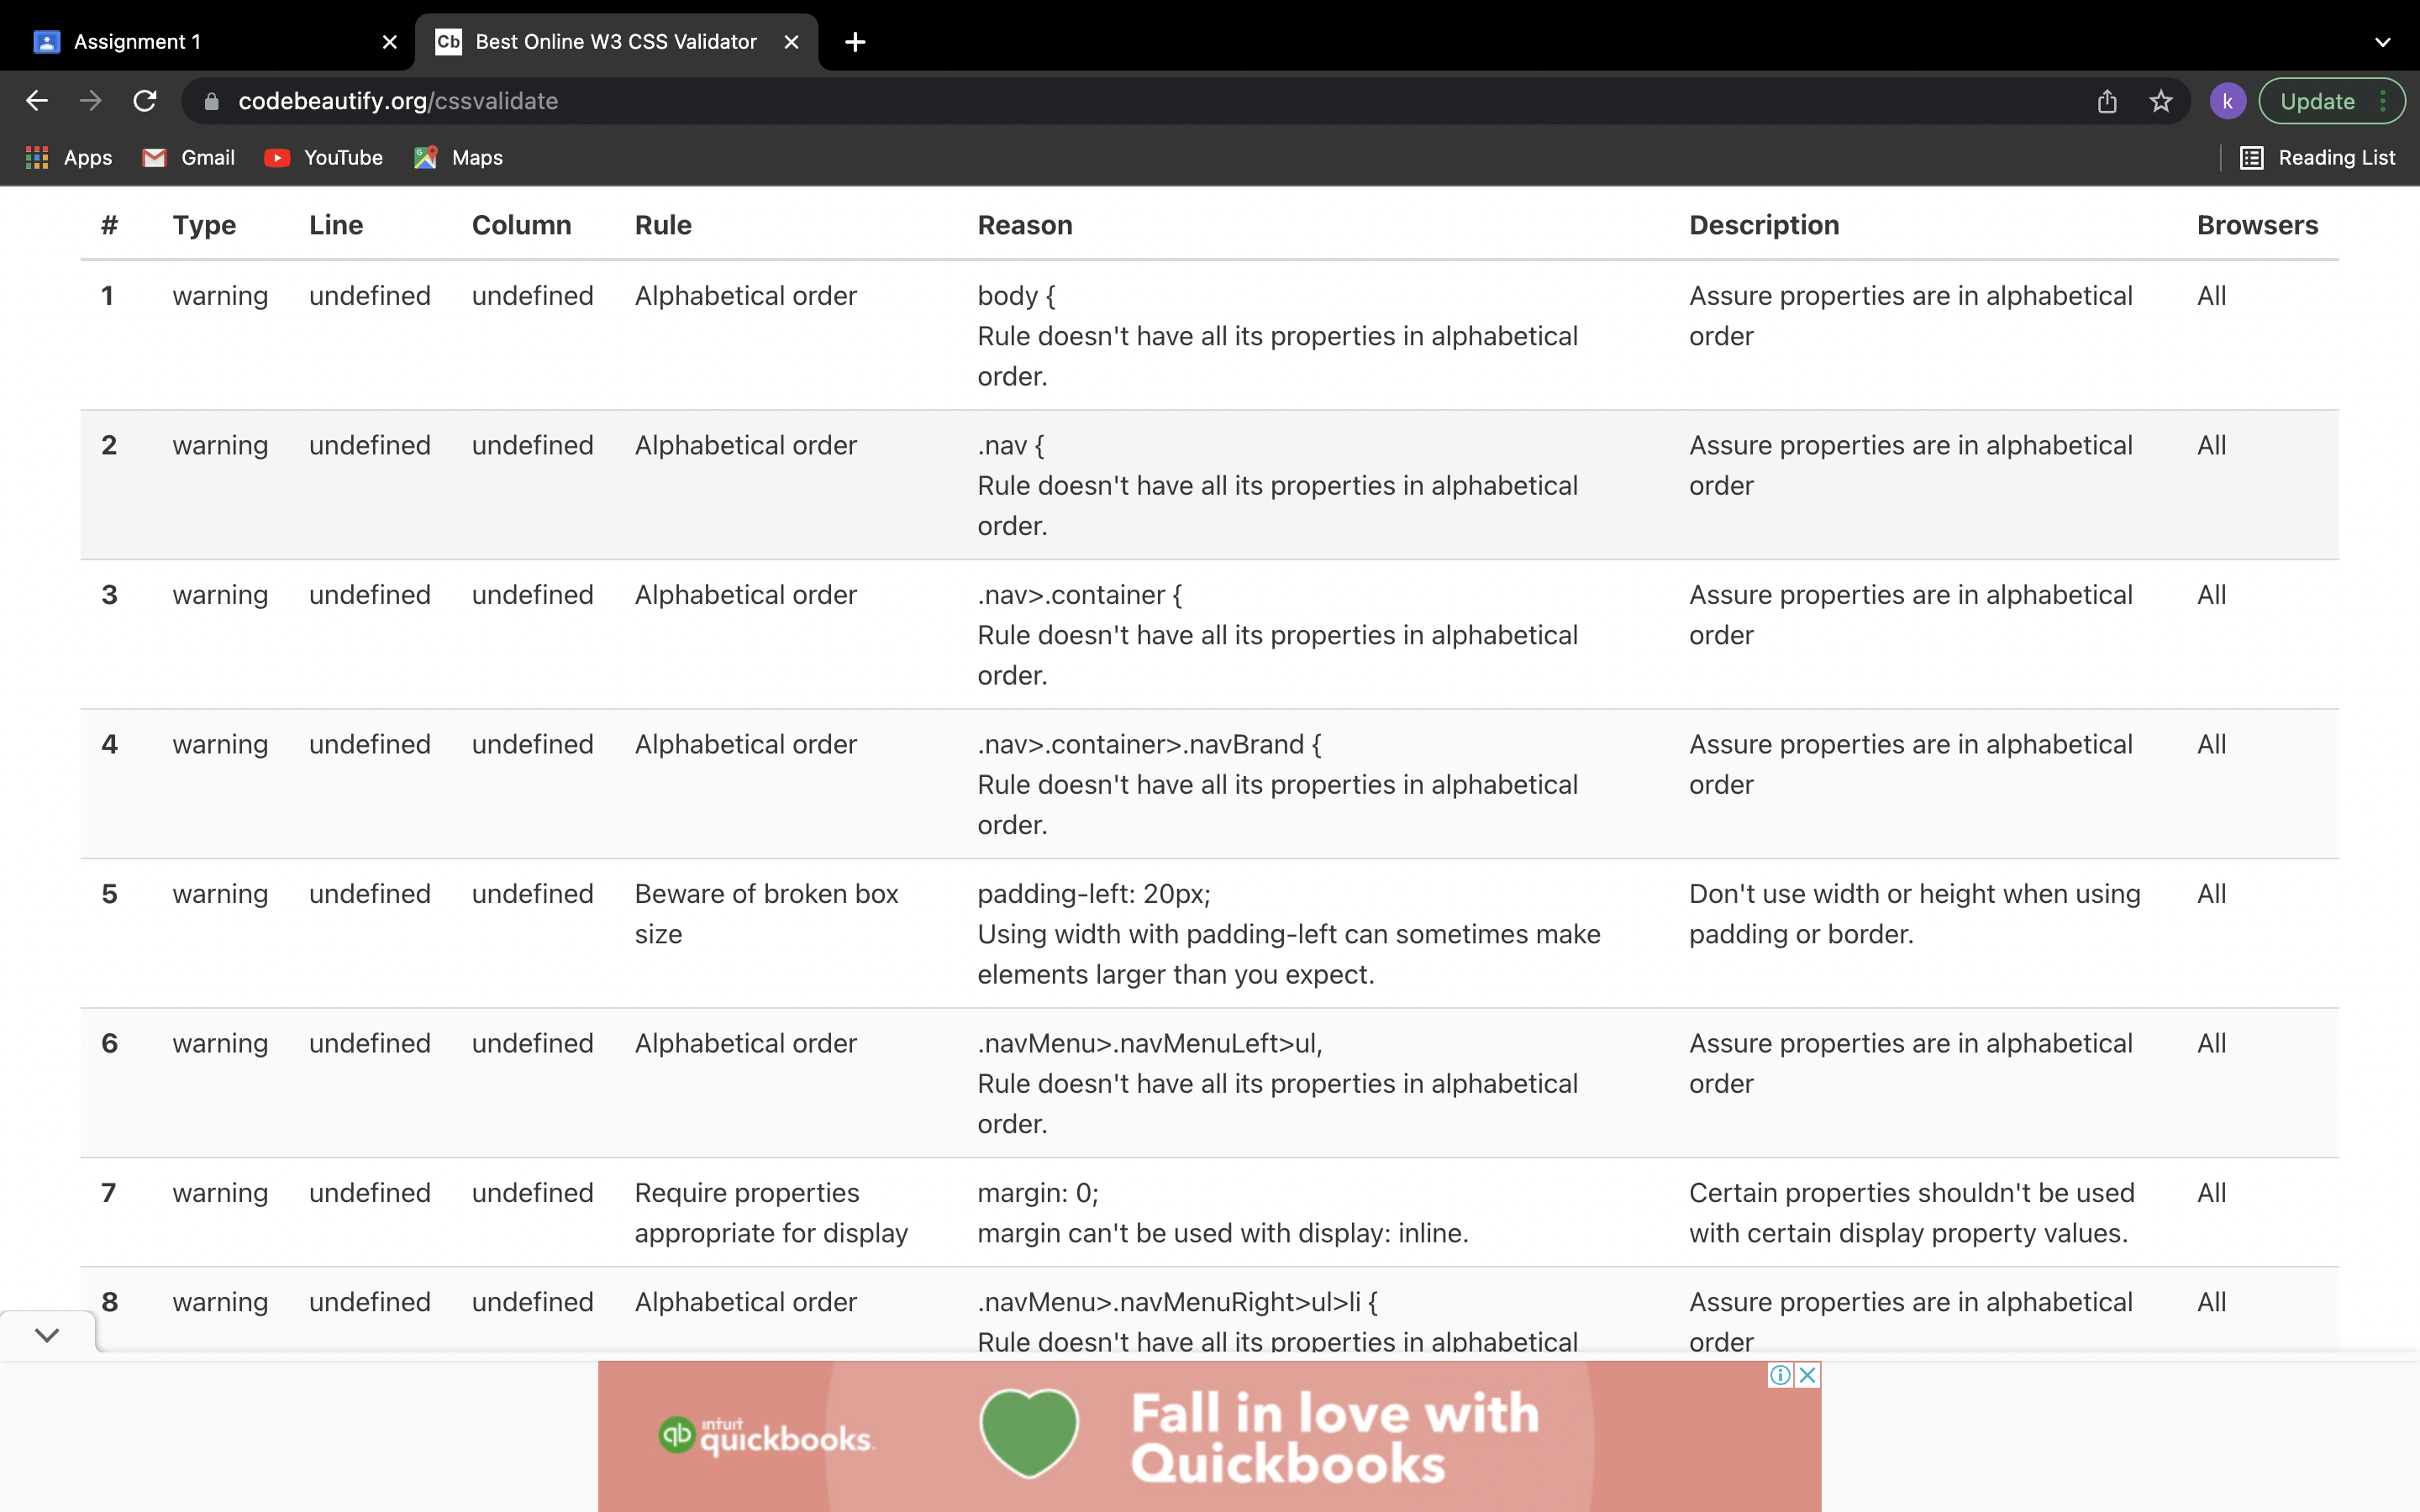 Assignment 1
Cb Best Online W3 CSS Validator
codebeautify.org/cssvalidate
k
Update
Apps
Gmail
YouTube
Maps
Reading List
# Type Line Column Rule Reason Description Browsers
1 warning undefined undefined Alphabetical order body { Assure properties are in alphabetical All
Rule doesn't have all its properties in alphabetical order
order.
2 warning undefined undefined Alphabetical order .nav { Assure properties are in alphabetical All
Rule doesn't have all its properties in alphabetical order
order.
3 warning undefined undefined Alphabetical order .nav>.container { Assure properties are in alphabetical All
Rule doesn't have all its properties in alphabetical order
order.
4 warning undefined undefined Alphabetical order .nav>.container>.navBrand { Assure properties are in alphabetical All
Rule doesn't have all its properties in alphabetical order
order.
5 warning undefined undefined Beware of broken box padding-left: 20px; Don't use width or height when using All
size Using width with padding-left can sometimes make padding or border.
elements larger than you expect.
6 warning undefined undefined Alphabetical order .navMenu>.navMenuLeft>ul, Assure properties are in alphabetical All
Rule doesn't have all its properties in alphabetical order
order.
7 warning undefined undefined Require properties margin: 0; Certain properties shouldn't be used All
appropriate for display margin can't be used with display: inline. with certain display property values.
8 warning undefined undefined Alphabetical order .navMenu>.navMenuRight>ul>li { Assure properties are in alphabetical All
Rule doesn't have all its properties in alphabetical order
qb intuit quickbooks.
Fall in love with
Quickbooks